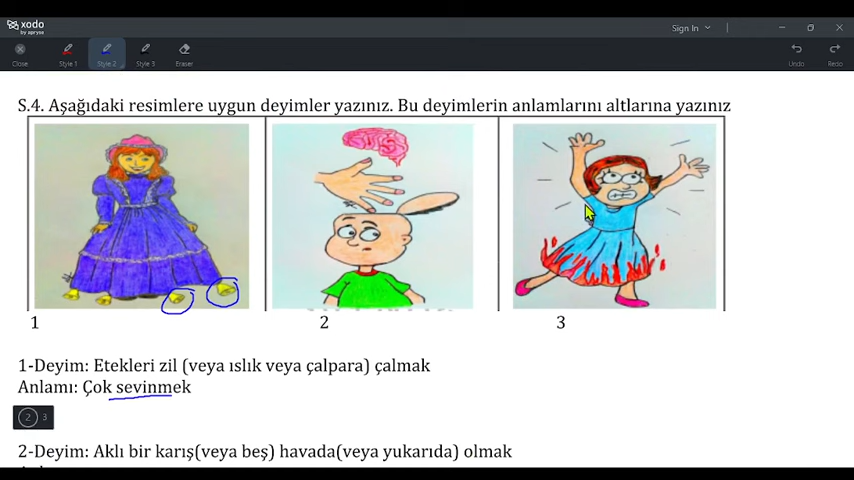 xodo
by apryse
Sign In
Close
Style 1
Style 2
Style 3
Eraser
Undo
Redo
S.4. Aşağıdaki resimlere uygun deyimler yazınız. Bu deyimlerin anlamlarını altlarına yazınız
1
2
3
1-Deyim: Etekleri zil (veya ıslık veya çalpara) çalmak
Anlamı: Çok sevinmek
2 3
2-Deyim: Aklı bir karış(veya beş) havada(veya yukarıda) olmak